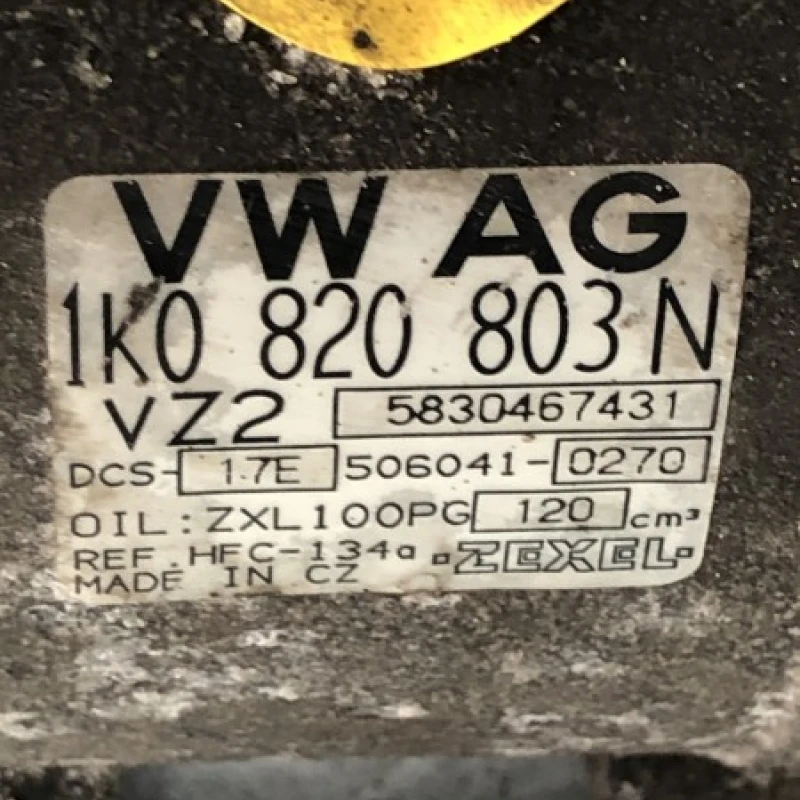 VW AG
1K0 820 803 N
VZ2 5830467431
DCS-17E 506041-0270
OIL: ZXL100PG 120 cm³
REF. HFC-134a ·ZEXEL·
MADE IN CZ